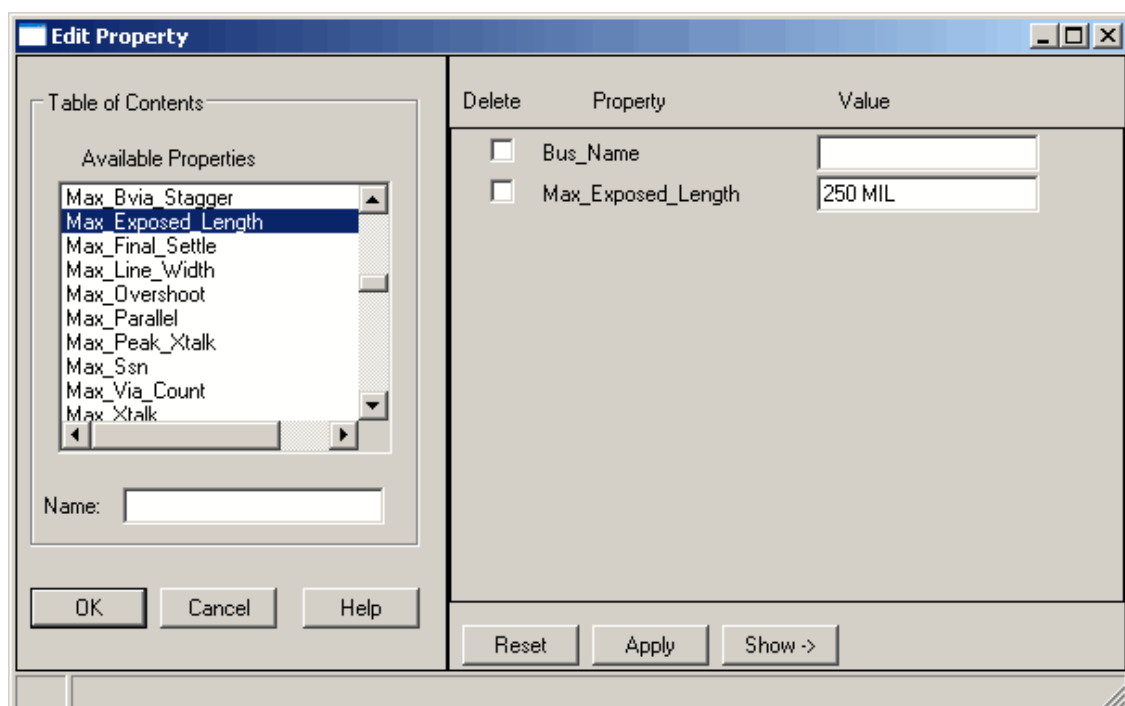 Edit Property
Table of Contents
Available Properties
Max_Bvia_Stagger
Max_Exposed_Length
Max_Final_Settle
Max_Line_Width
Max_Overshoot
Max_Parallel
Max_Peak_Xtalk
Max_Ssn
Max_Via_Count
Max_Xtalk
Name:
OK Cancel Help
Delete Property Value
Bus_Name
Max_Exposed_Length 250 MIL
Reset Apply Show ->